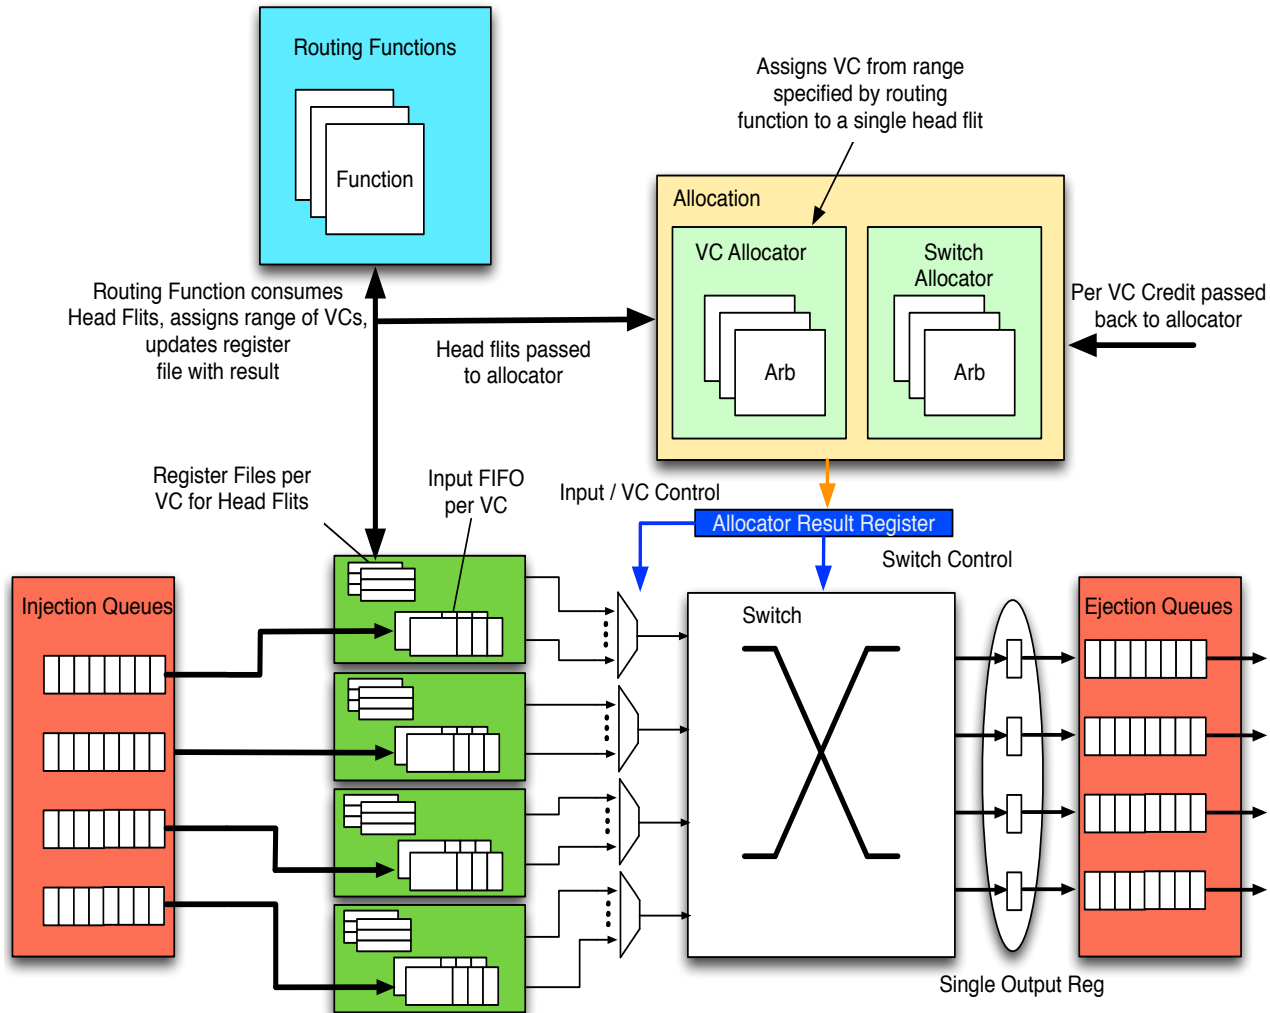 Routing Functions
Function
Assigns VC from range
specified by routing
function to a single head flit
Allocation
VC Allocator
Arb
Switch
Allocator
Arb
Per VC Credit passed
back to allocator
Routing Function consumes
Head Flits, assigns range of VCs,
updates register
file with result
Head flits passed
to allocator
Register Files per
VC for Head Flits
Input FIFO
per VC
Input / VC Control
Allocator Result Register
Switch Control
Injection Queues
Switch
Ejection Queues
Single Output Reg